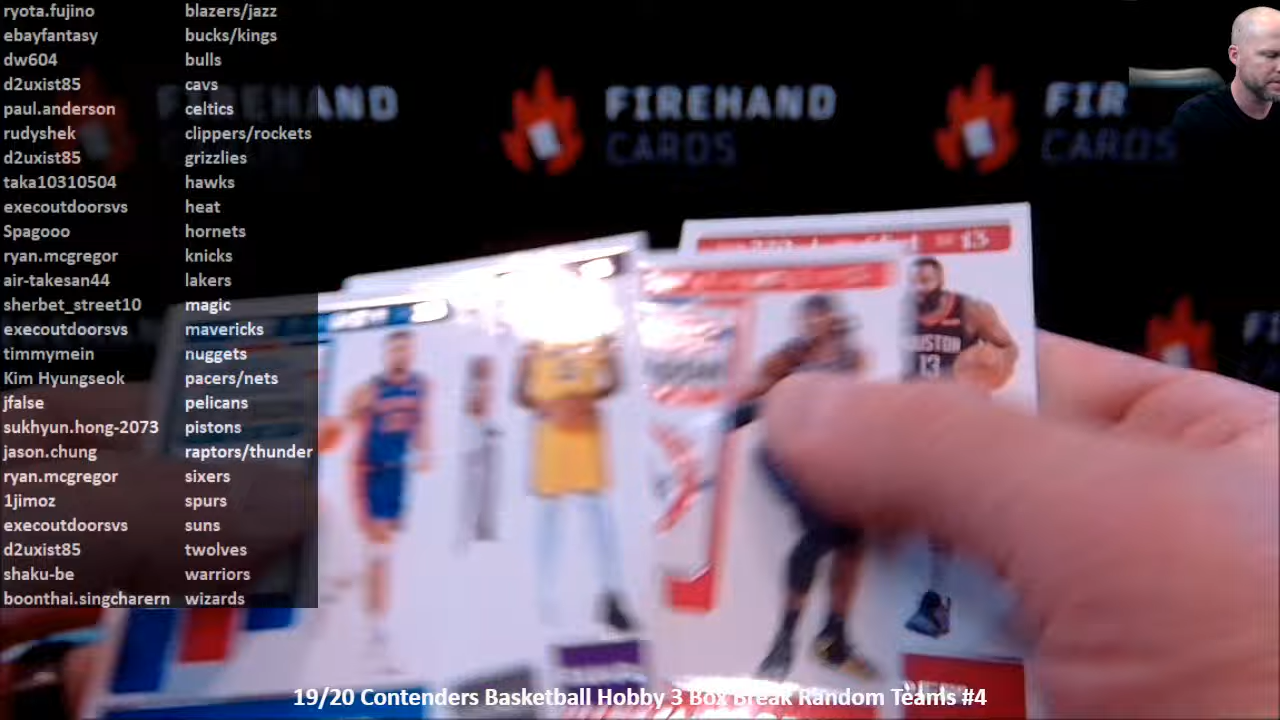 ryota.fujino blazers/jazz
ebayfantasy bucks/kings
dw604 bulls
d2uxist85 cavs
paul.anderson celtics
rudyshek clippers/rockets
d2uxist85 grizzlies
taka10310504 hawks
execoutdoorsvs heat
Spagooo hornets
ryan.mcgregor knicks
air-takesan44 lakers
sherbet_street10 magic
execoutdoorsvs mavericks
timmymein nuggets
Kim Hyungseok pacers/nets
jfalse pelicans
sukhyun.hong-2073 pistons
jason.chung raptors/thunder
ryan.mcgregor sixers
1jimoz spurs
execoutdoorsvs suns
d2uxist85 twolves
shaku-be warriors
boonthai.singcharern wizards
FIREHAND
CARDS
FIREHAND
CARDS
FIR
CARDS
13
13
19/20 Contenders Basketball Hobby 3 Box Break Random Teams #4